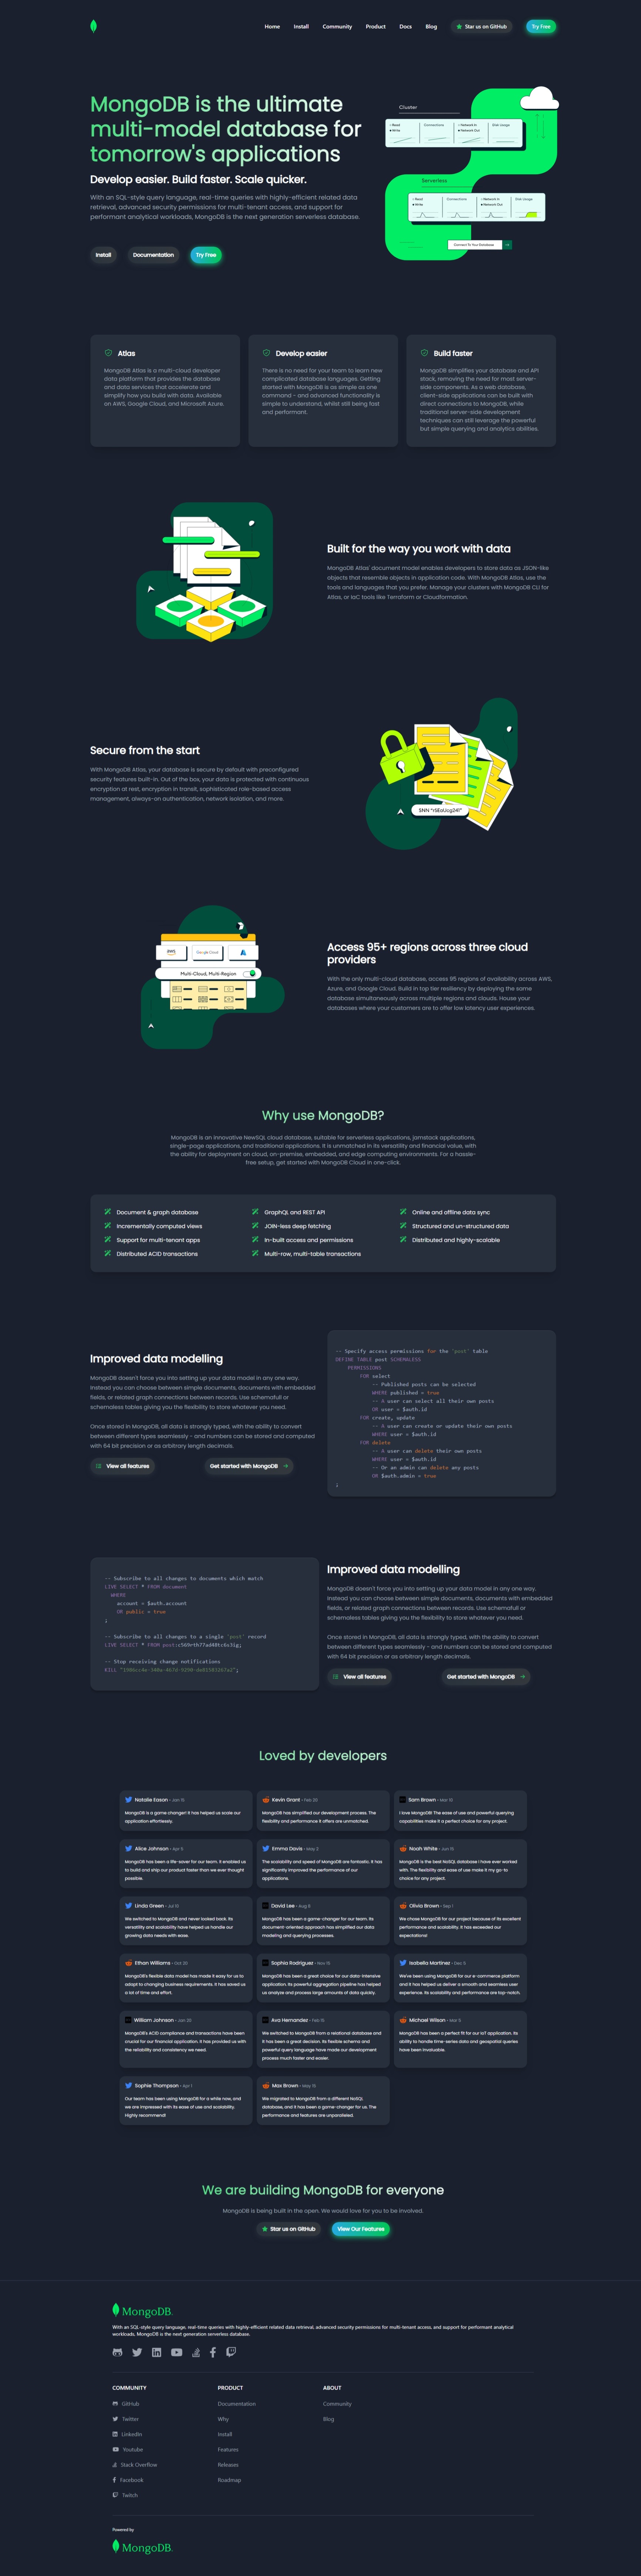 Home Install Community Product Docs Blog Star us on GitHub Try Free
MongoDB is the ultimate
multi-model database for
tomorrow's applications
Develop easier. Build faster. Scale quicker.
With an SQL-style query language, real-time queries with highly-efficient related data
retrieval, advanced security permissions for multi-tenant access, and support for
performant analytical workloads, MongoDB is the next generation serverless database.
Install Documentation Try Free
Cluster
Read
Write
Connections
Network In
Network Out
Disk Usage
Serverless
Read
Write
Connections
Network In
Network Out
Disk Usage
Connect To Your Database
Atlas
MongoDB Atlas is a multi-cloud developer
data platform that provides the database
and data services that accelerate and
simplify how you build with data. Available
on AWS, Google Cloud, and Microsoft Azure.
Develop easier
There is no need for your team to learn new
complicated database languages. Getting
started with MongoDB is as simple as one
command - and advanced functionality is
simple to understand, whilst still being fast
and performant.
Build faster
MongoDB simplifies your database and API
stack, removing the need for most server-
side components. As a web database,
client-side applications can be built with
direct connections to MongoDB, while
traditional server-side development
techniques can still leverage the powerful
but simple querying and analytics abilities.
Built for the way you work with data
MongoDB Atlas' document model enables developers to store data as JSON-like
objects that resemble objects in application code. With MongoDB Atlas, use the
tools and languages that you prefer. Manage your clusters with MongoDB CLI for
Atlas, or IaC tools like Terraform or Cloudformation.
Secure from the start
With MongoDB Atlas, your database is secure by default with preconfigured
security features built-in. Out of the box, your data is protected with continuous
encryption at rest, encryption in transit, sophisticated role-based access
management, always-on authentication, network isolation, and more.
aws
Google Cloud
Multi-Cloud, Multi-Region
Access 95+ regions across three cloud
providers
With the only multi-cloud database, access 95 regions of availability across AWS,
Azure, and Google Cloud. Build in top tier resiliency by deploying the same
database simultaneously across multiple regions and clouds. House your
databases where your customers are to offer low latency user experiences.
Why use MongoDB?
MongoDB is an innovative NewSQL cloud database, suitable for serverless applications, jamstack applications,
single-page applications, and traditional applications. It is unmatched in its versatility and financial value, with
the ability for deployment on cloud, on-premise, embedded, and edge computing environments. For a hassle-
free setup, get started with MongoDB Cloud in one-click.
Document & graph database
Incrementally computed views
Support for multi-tenant apps
Distributed ACID transactions
GraphQL and REST API
JOIN-less deep fetching
In-built access and permissions
Multi-row, multi-table transactions
Online and offline data sync
Structured and un-structured data
Distributed and highly-scalable
Improved data modelling
MongoDB doesn't force you into setting up your data model in any one way.
Instead you can choose between simple documents, documents with embedded
fields, or related graph connections between records. Use schemafull or
schemaless tables giving you the flexibility to store whatever you need.
Once stored in MongoDB, all data is strongly typed, with the ability to convert
between different types seamlessly - and numbers can be stored and computed
with 64 bit precision or as arbitrary length decimals.
View all features Get started with MongoDB
-- Specify access permissions for the 'post' table
DEFINE TABLE post SCHEMALESS
PERMISSIONS
FOR select
-- Published posts can be selected
WHERE published = true
-- A user can select all their own posts
OR user = $auth.id
FOR create, update
-- A user can create or update their own posts
WHERE user = $auth.id
FOR delete
-- A user can delete their own posts
WHERE user = $auth.id
-- Or an admin can delete any posts
OR $auth.admin = true
;
-- Subscribe to all changes to documents which match
LIVE SELECT * FROM document
WHERE
account = $auth.account
OR public = true
;
-- Subscribe to all changes to a single 'post' record
LIVE SELECT * FROM
-- Stop receiving change notifications
KILL
Improved data modelling
MongoDB doesn't force you into setting up your data model in any one way.
Instead you can choose between simple documents, documents with embedded
fields, or related graph connections between records. Use schemafull or
schemaless tables giving you the flexibility to store whatever you need.
Once stored in MongoDB, all data is strongly typed, with the ability to convert
between different types seamlessly - and numbers can be stored and computed
with 64 bit precision or as arbitrary length decimals.
View all features Get started with MongoDB
Loved by developers
Natalie Eason - Jan 15
MongoDB is a game changer! It has helped us scale our
application effortlessly.
Kevin Grant - Feb 20
MongoDB has simplified our development process. The
flexibility and performance it offers are unmatched.
Sam Brown - Mar 10
I love MongoDB! The ease of use and powerful querying
capabilities make it a perfect choice for any project.
Alice Johnson - Apr 5
MongoDB has been a life-saver for our team. It enabled us
to build and ship our product faster than we ever thought
possible.
Emma Davis - May 2
The scalability and speed of MongoDB are fantastic. It has
significantly improved the performance of our
applications.
Noah White - Jun 15
MongoDB is the best NoSQL database I have ever worked
with. The flexibility and ease of use make it my go-to
choice for any project.
Linda Green - Jul 10
We switched to MongoDB and never looked back. Its
versatility and scalability have helped us handle our
growing data needs with ease.
David Lee - Aug 5
MongoDB has been a game-changer for our team. Its
document-oriented approach has simplified our data
modeling and querying processes.
Olivia Brown - Sep 1
We chose MongoDB for our project because of its excellent
performance and scalability. It has exceeded our
expectations!
Ethan Williams - Oct 20
MongoDB's flexible data model has made it easy for us to
adapt to changing business requirements. It has saved us
a lot of time and effort.
Sophia Rodriguez - Nov 15
MongoDB has been a great choice for our data-intensive
application. Its powerful aggregation pipeline has helped
us analyze and process large amounts of data quickly.
Isabella Martinez - Dec 5
We've been using MongoDB for our e-commerce platform
and it has helped us deliver a smooth and seamless user
experience. Its scalability and performance are top-notch.
William Johnson - Jan 25
MongoDB's ACID compliance and transactions have been
crucial for our financial application. It has provided us with
the reliability and consistency we need.
Ava Hernandez - Feb 15
We switched to MongoDB from a relational database and
it has been a great decision. Its flexible schema and
powerful query language have made our development
process much faster and easier.
Michael Wilson - Mar 5
MongoDB has been a perfect fit for our IoT application. Its
ability to handle time-series data and geospatial queries
have been invaluable.
Sophie Thompson - Apr 1
Our team has been using MongoDB for a while now, and
we are impressed with its ease of use and scalability.
Highly recommend!
Max Brown - May 15
We migrated to MongoDB from a different NoSQL
database, and it has been a game-changer for us. The
performance and features are unparalleled.
We are building MongoDB for everyone
MongoDB is being built in the open. We would love for you to be involved.
Star us on GitHub View Our Features
MongoDB.
With an SQL-style query language, real-time queries with highly-efficient related data retrieval, advanced security permissions for multi-tenant access, and support for performant analytical
workloads, MongoDB is the next generation serverless database.
COMMUNITY
GitHub
Twitter
LinkedIn
Youtube
Stack Overflow
Facebook
Twitch
PRODUCT
Documentation
Why
Install
Features
Releases
Roadmap
ABOUT
Community
Blog
Powered by
MongoDB.